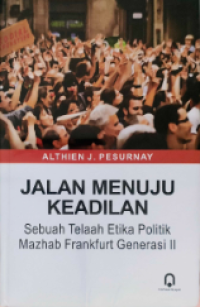 ALTHIEN J. PESURNAY
JALAN MENUJU
KEADILAN
Sebuah Telaah Etika Politik
Mazhab Frankfurt Generasi II